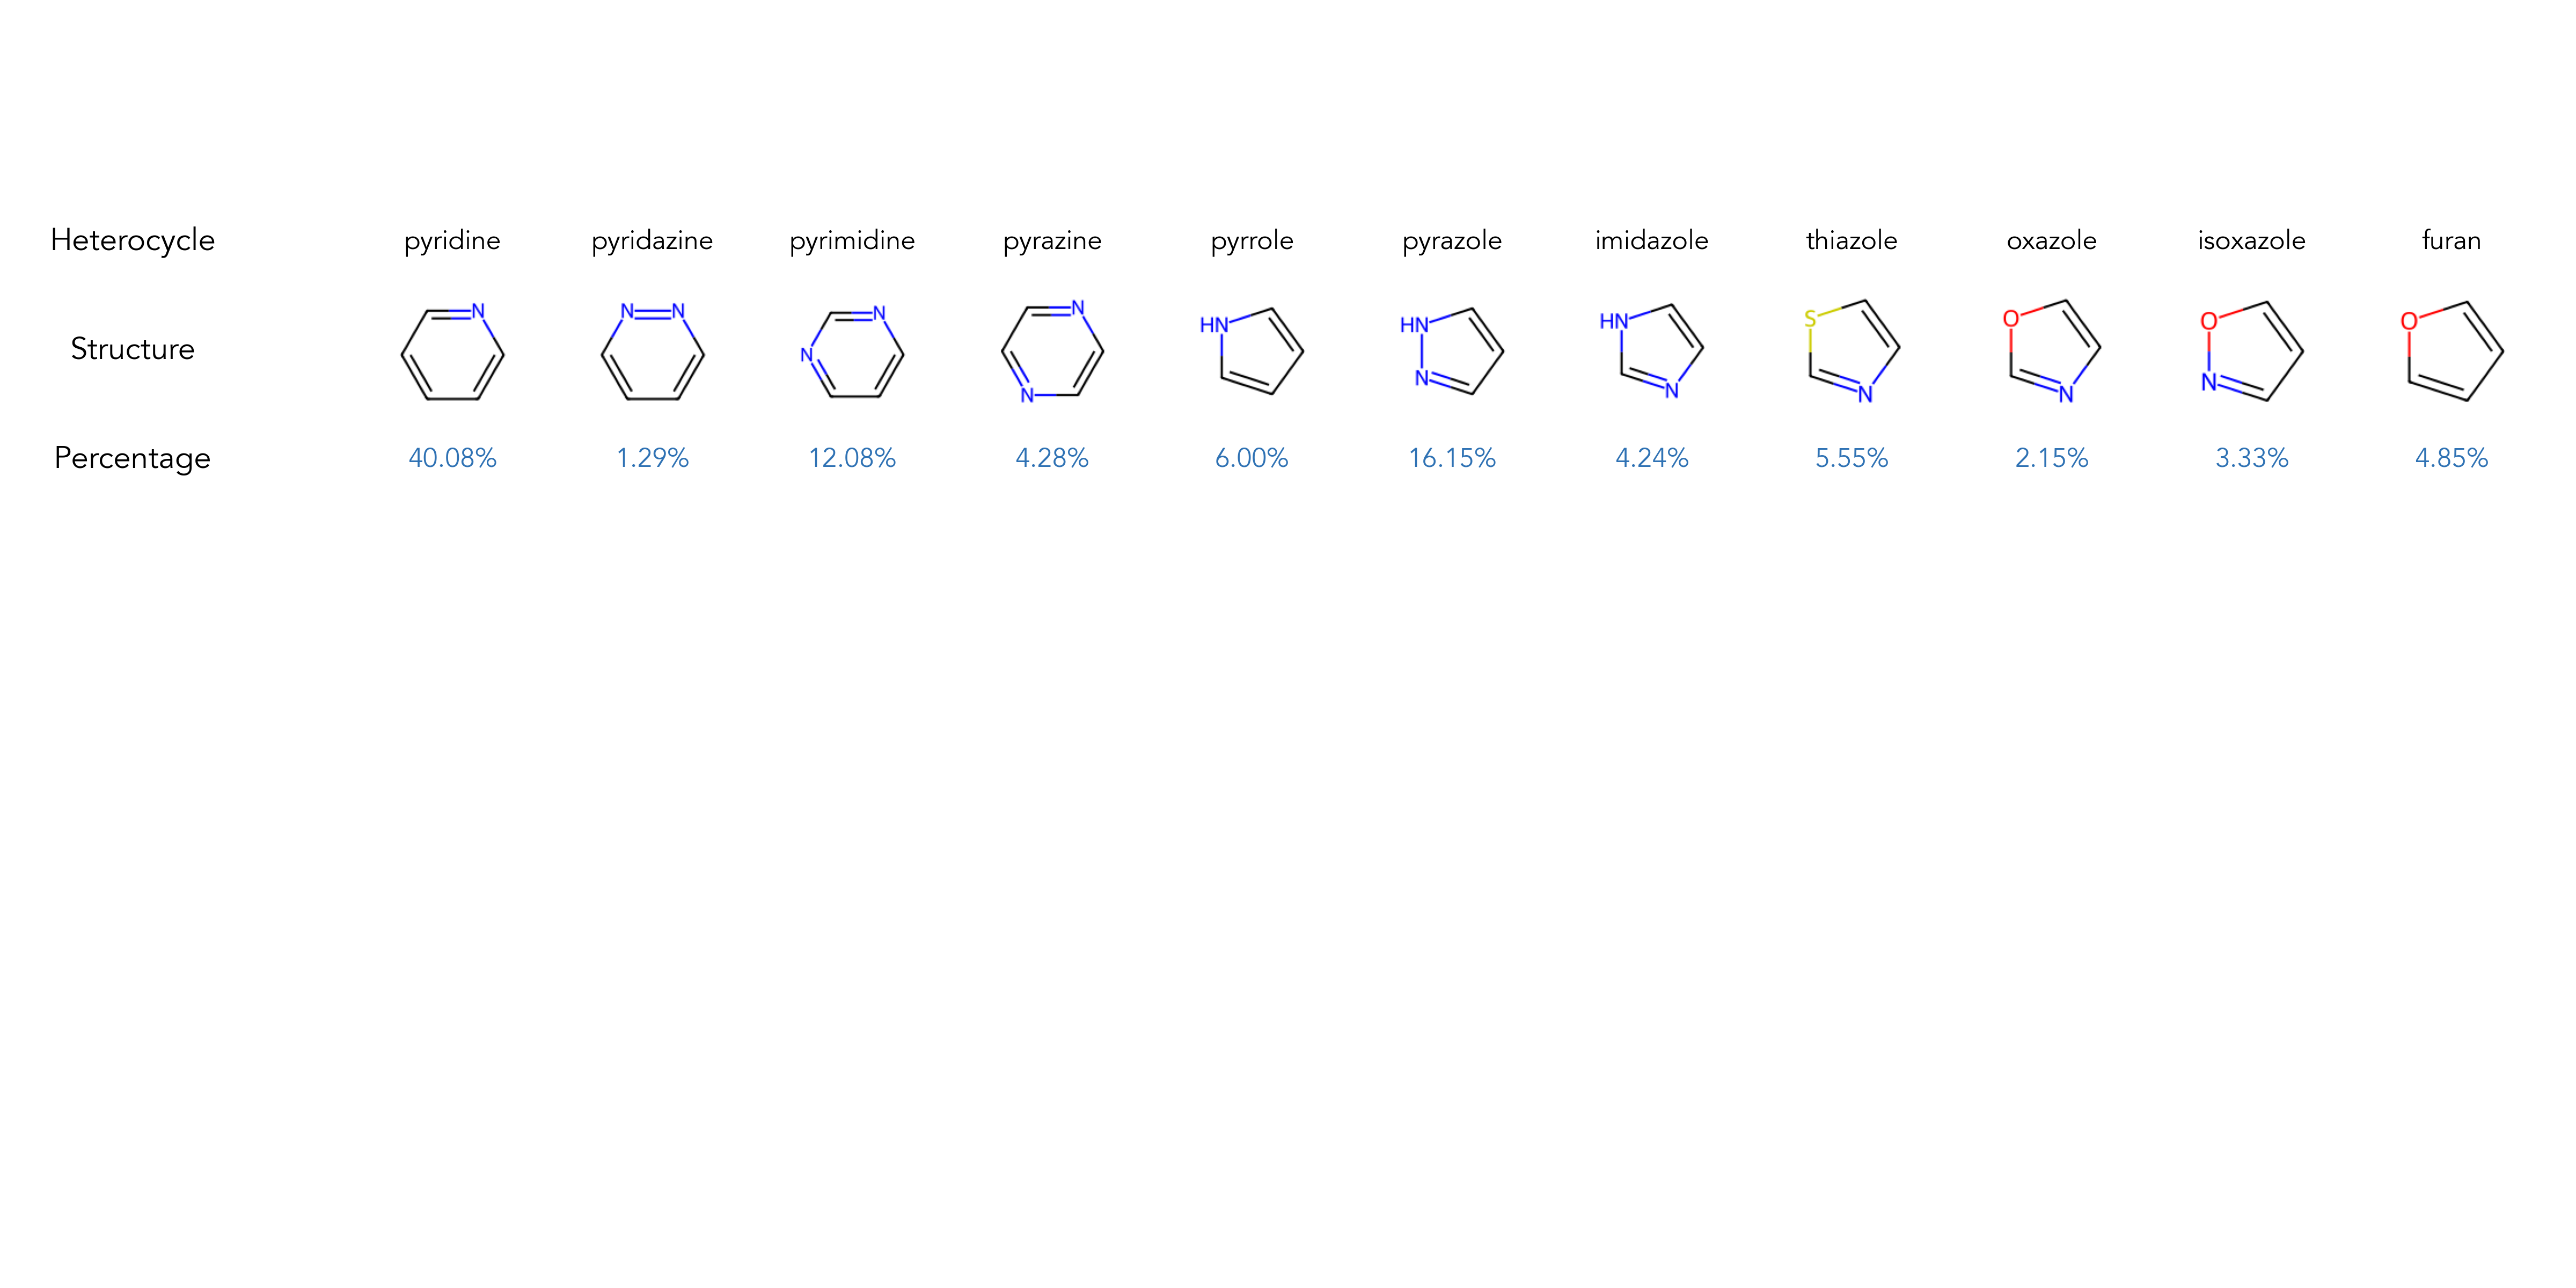 Heterocycle pyridine pyridazine pyrimidine pyrazine pyrrole pyrazole imidazole thiazole oxazole isoxazole furan
Structure
N N N N N N N HN HN N HN N S N O N O N O
Percentage 40.08% 1.29% 12.08% 4.28% 6.00% 16.15% 4.24% 5.55% 2.15% 3.33% 4.85%